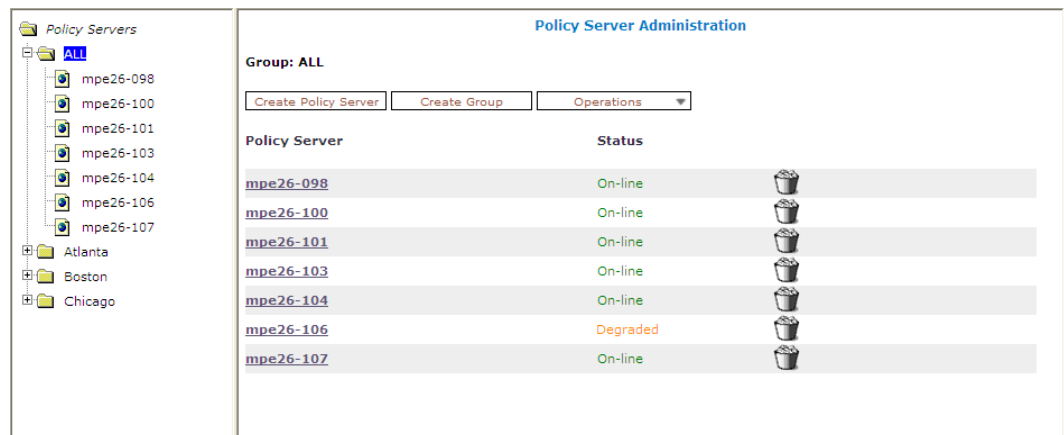 Policy Servers
ALL
mpe26-098
mpe26-100
mpe26-101
mpe26-103
mpe26-104
mpe26-106
mpe26-107
Atlanta
Boston
Chicago
Policy Server Administration
Group: ALL
Create Policy Server Create Group Operations
Policy Server Status
mpe26-098 On-line
mpe26-100 On-line
mpe26-101 On-line
mpe26-103 On-line
mpe26-104 On-line
mpe26-106 Degraded
mpe26-107 On-line